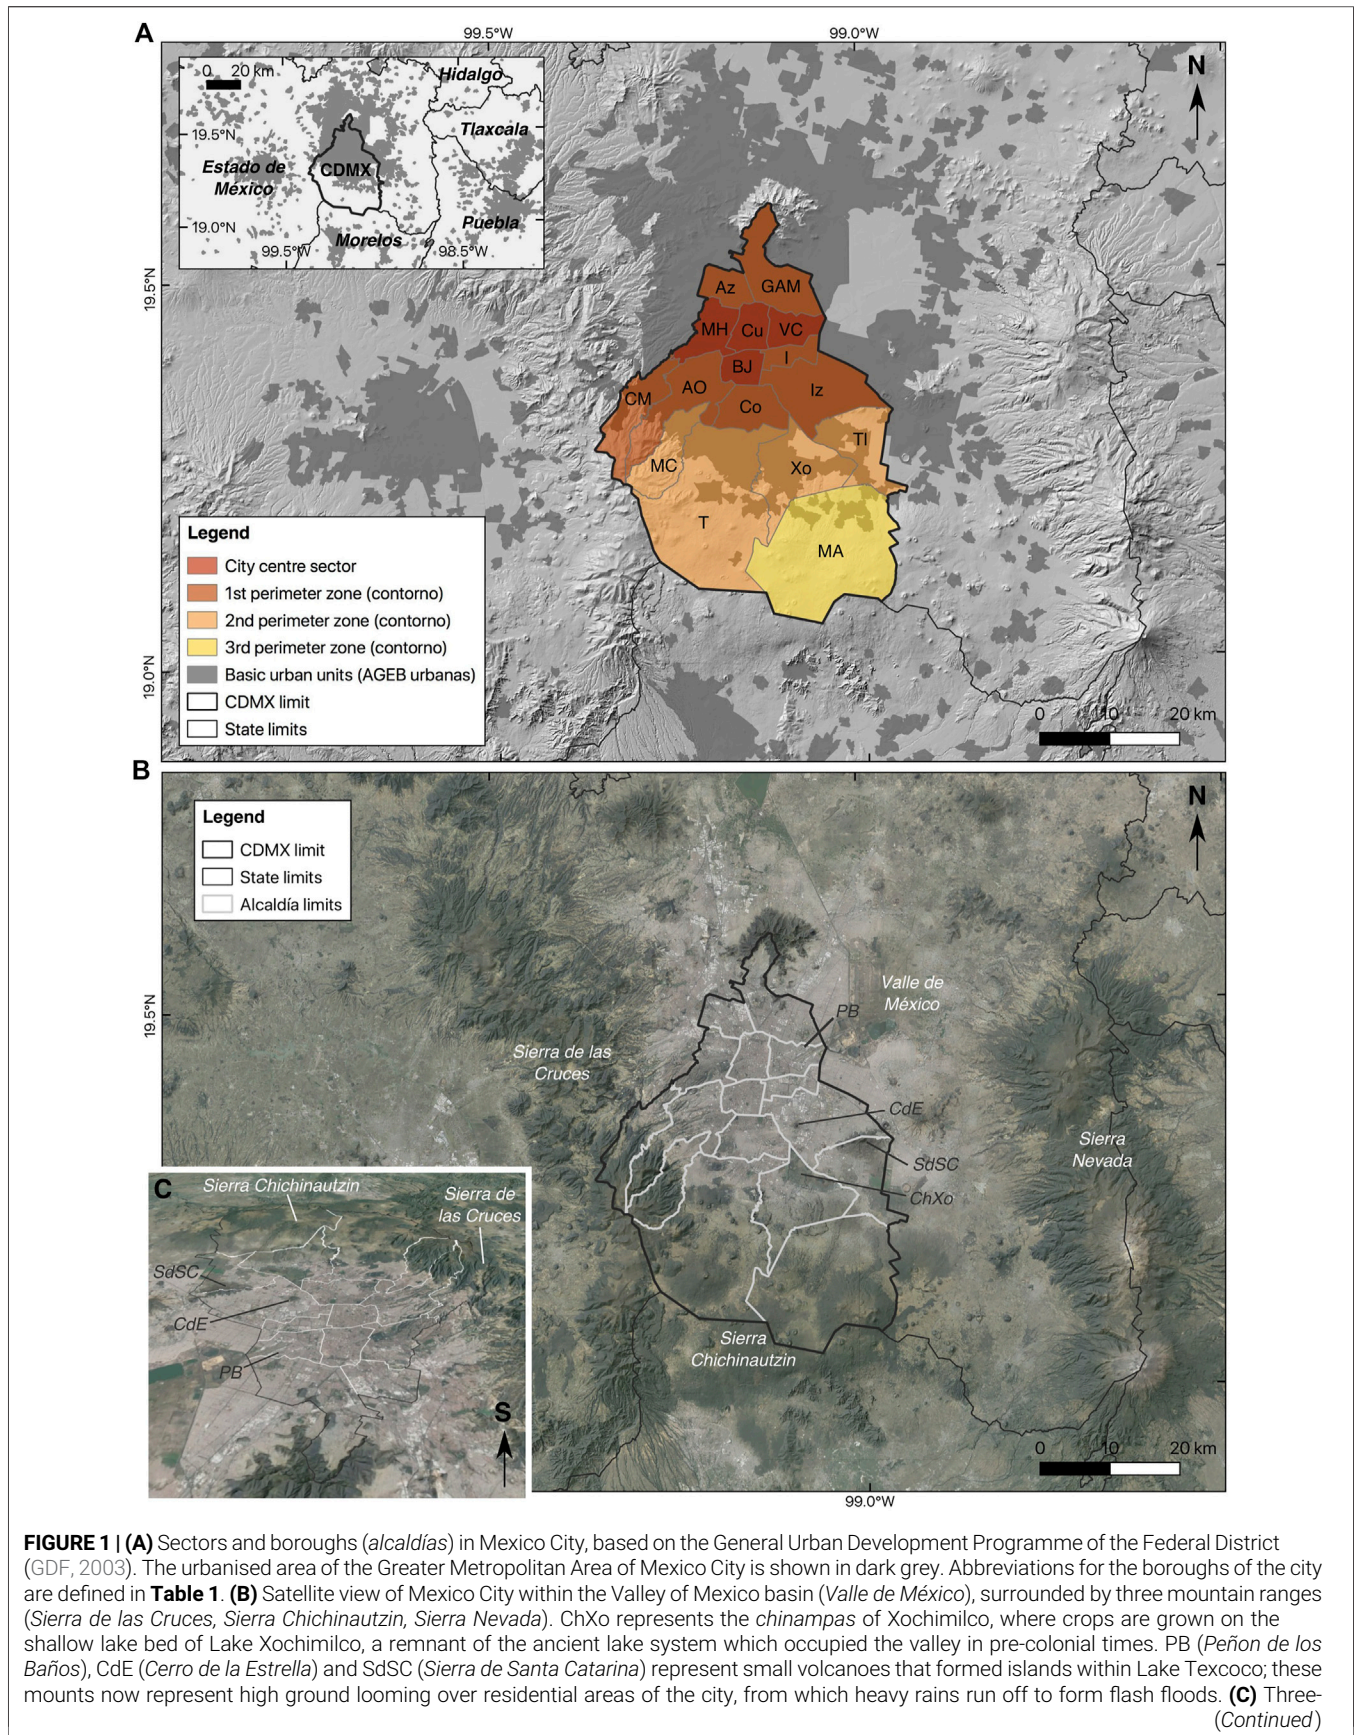 A
99.5°W
99.0°W
0 20 km
Hidalgo
N
19.5°N
Tlaxcala
Estado de
México
CDMX
Puebla
19.0°N
Morelos
99.5°W
98.5°W
19.5°N
Az
GAM
MH
Cu
VC
I
BJ
AO
Iz
CM
Co
Tl
MC
Xo
T
MA
Legend
City centre sector
1st perimeter zone (contorno)
2nd perimeter zone (contorno)
3rd perimeter zone (contorno)
Basic urban units (AGEB urbanas)
CDMX limit
State limits
19.0°N
0 10 20 km
B
Legend
CDMX limit
State limits
Alcaldía limits
N
Valle de
México
PB
19.5°N
Sierra de las
Cruces
CdE
Sierra
Nevada
SdSC
ChXo
C
Sierra Chichinautzin
Sierra de
las Cruces
SdSC
CdE
PB
S
Sierra
Chichinautzin
0 10 20 km
99.0°W
FIGURE 1 | (A) Sectors and boroughs (alcaldías) in Mexico City, based on the General Urban Development Programme of the Federal District
(GDF, 2003). The urbanised area of the Greater Metropolitan Area of Mexico City is shown in dark grey. Abbreviations for the boroughs of the city
are defined in Table 1. (B) Satellite view of Mexico City within the Valley of Mexico basin (Valle de México), surrounded by three mountain ranges
(Sierra de las Cruces, Sierra Chichinautzin, Sierra Nevada). ChXo represents the chinampas of Xochimilco, where crops are grown on the
shallow lake bed of Lake Xochimilco, a remnant of the ancient lake system which occupied the valley in pre-colonial times. PB (Peñon de los
Baños), CdE (Cerro de la Estrella) and SdSC (Sierra de Santa Catarina) represent small volcanoes that formed islands within Lake Texcoco; these
mounts now represent high ground looming over residential areas of the city, from which heavy rains run off to form flash floods. (C) Three-
(Continued)